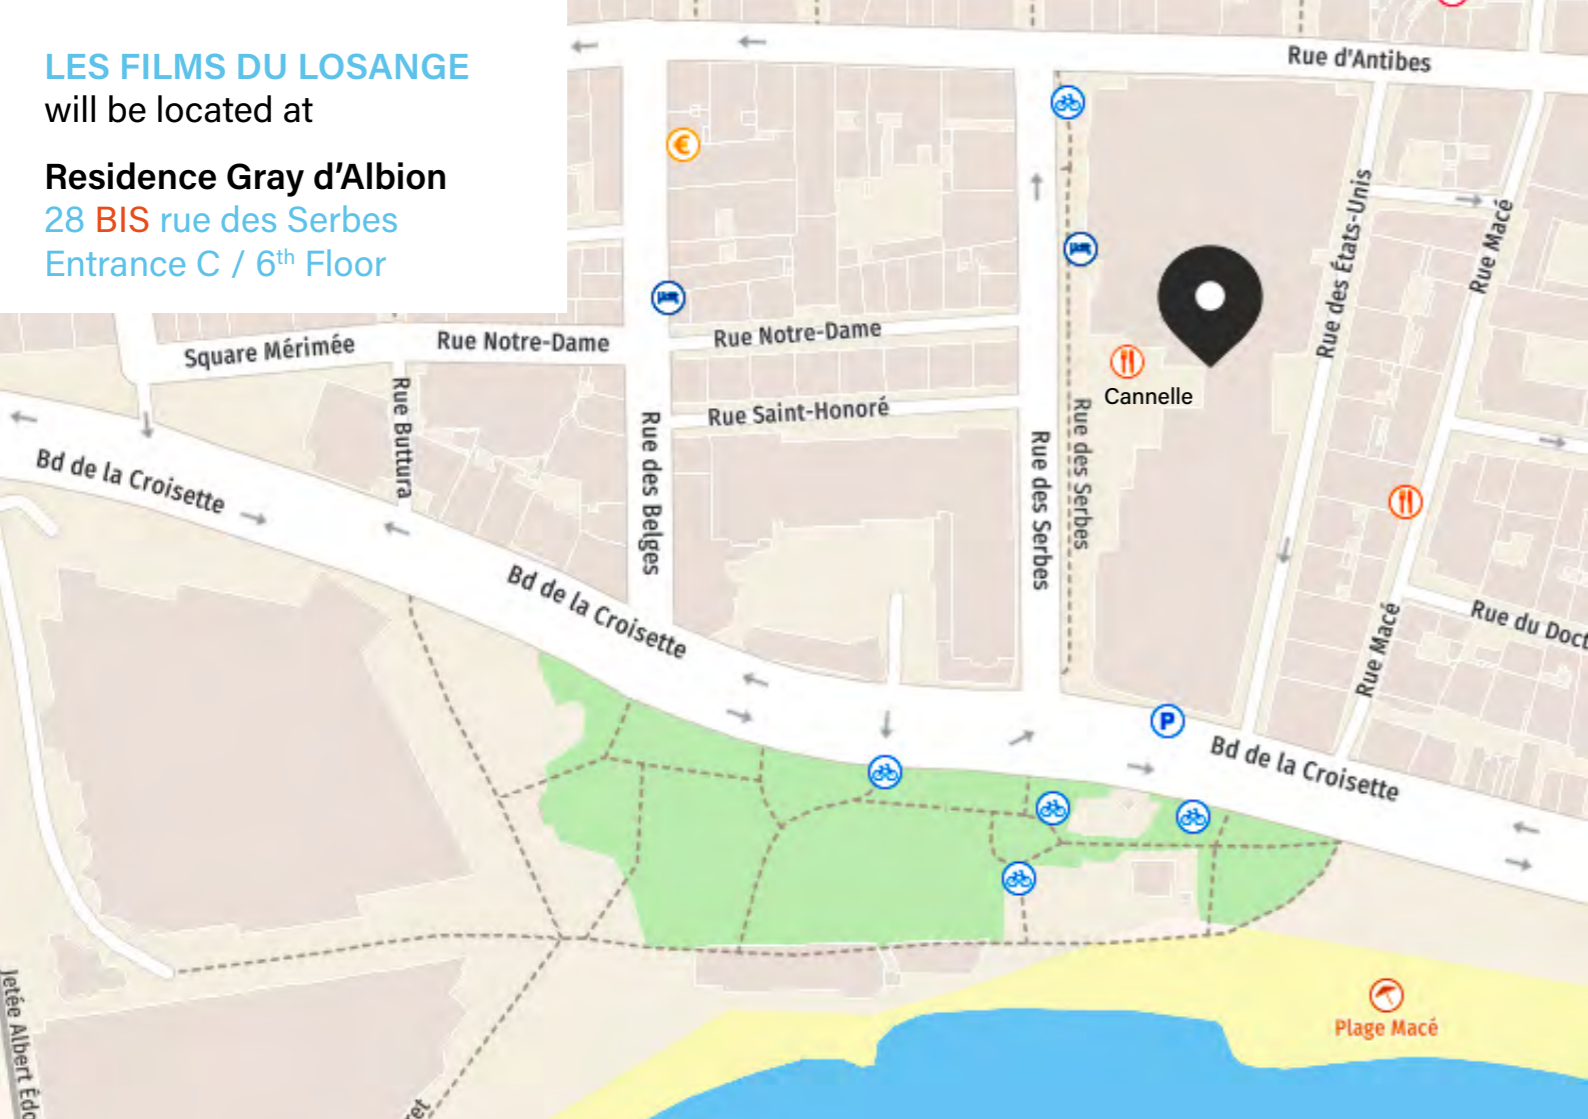 LES FILMS DU LOSANGE
will be located at
Residence Gray d’Albion
28 BIS rue des Serbes
Entrance C / 6th Floor
Rue d'Antibes
€
Rue des États-Unis
Rue Macé
Square Mérimée
Rue Notre-Dame
Rue Notre-Dame
Cannelle
Rue Buttura
Rue Saint-Honoré
Rue des Belges
Rue des Serbes
Rue des Serbes
Bd de la Croisette
Bd de la Croisette
Rue du Doct
Rue Macé
P
Bd de la Croisette
Plage Macé
Jetée Albert Édo
et